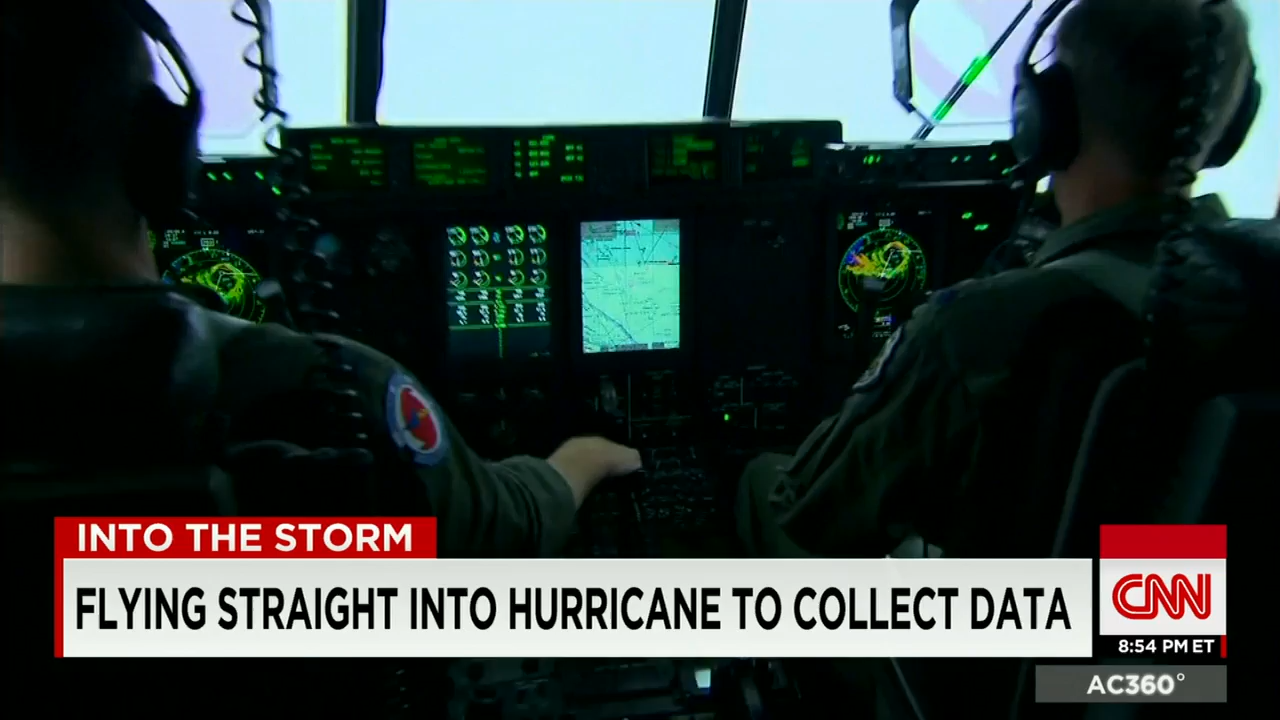 INTO THE STORM
FLYING STRAIGHT INTO HURRICANE TO COLLECT DATA
CNN
8:54 PM ET
AC360°